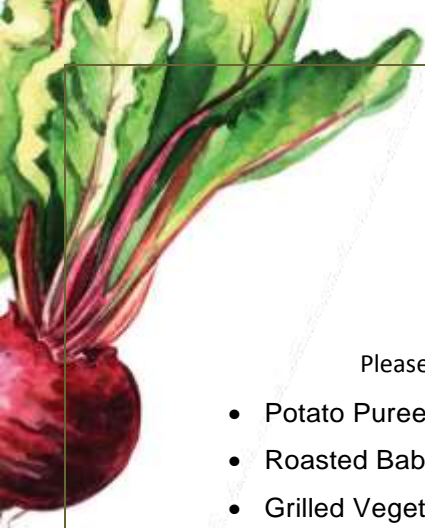 Please
• Potato Puree
• Roasted Bab
• Grilled Veget